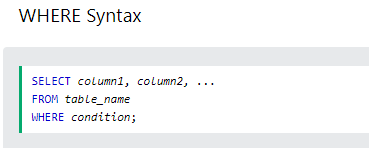 WHERE Syntax
SELECT column1, column2, ...
FROM table_name
WHERE condition;